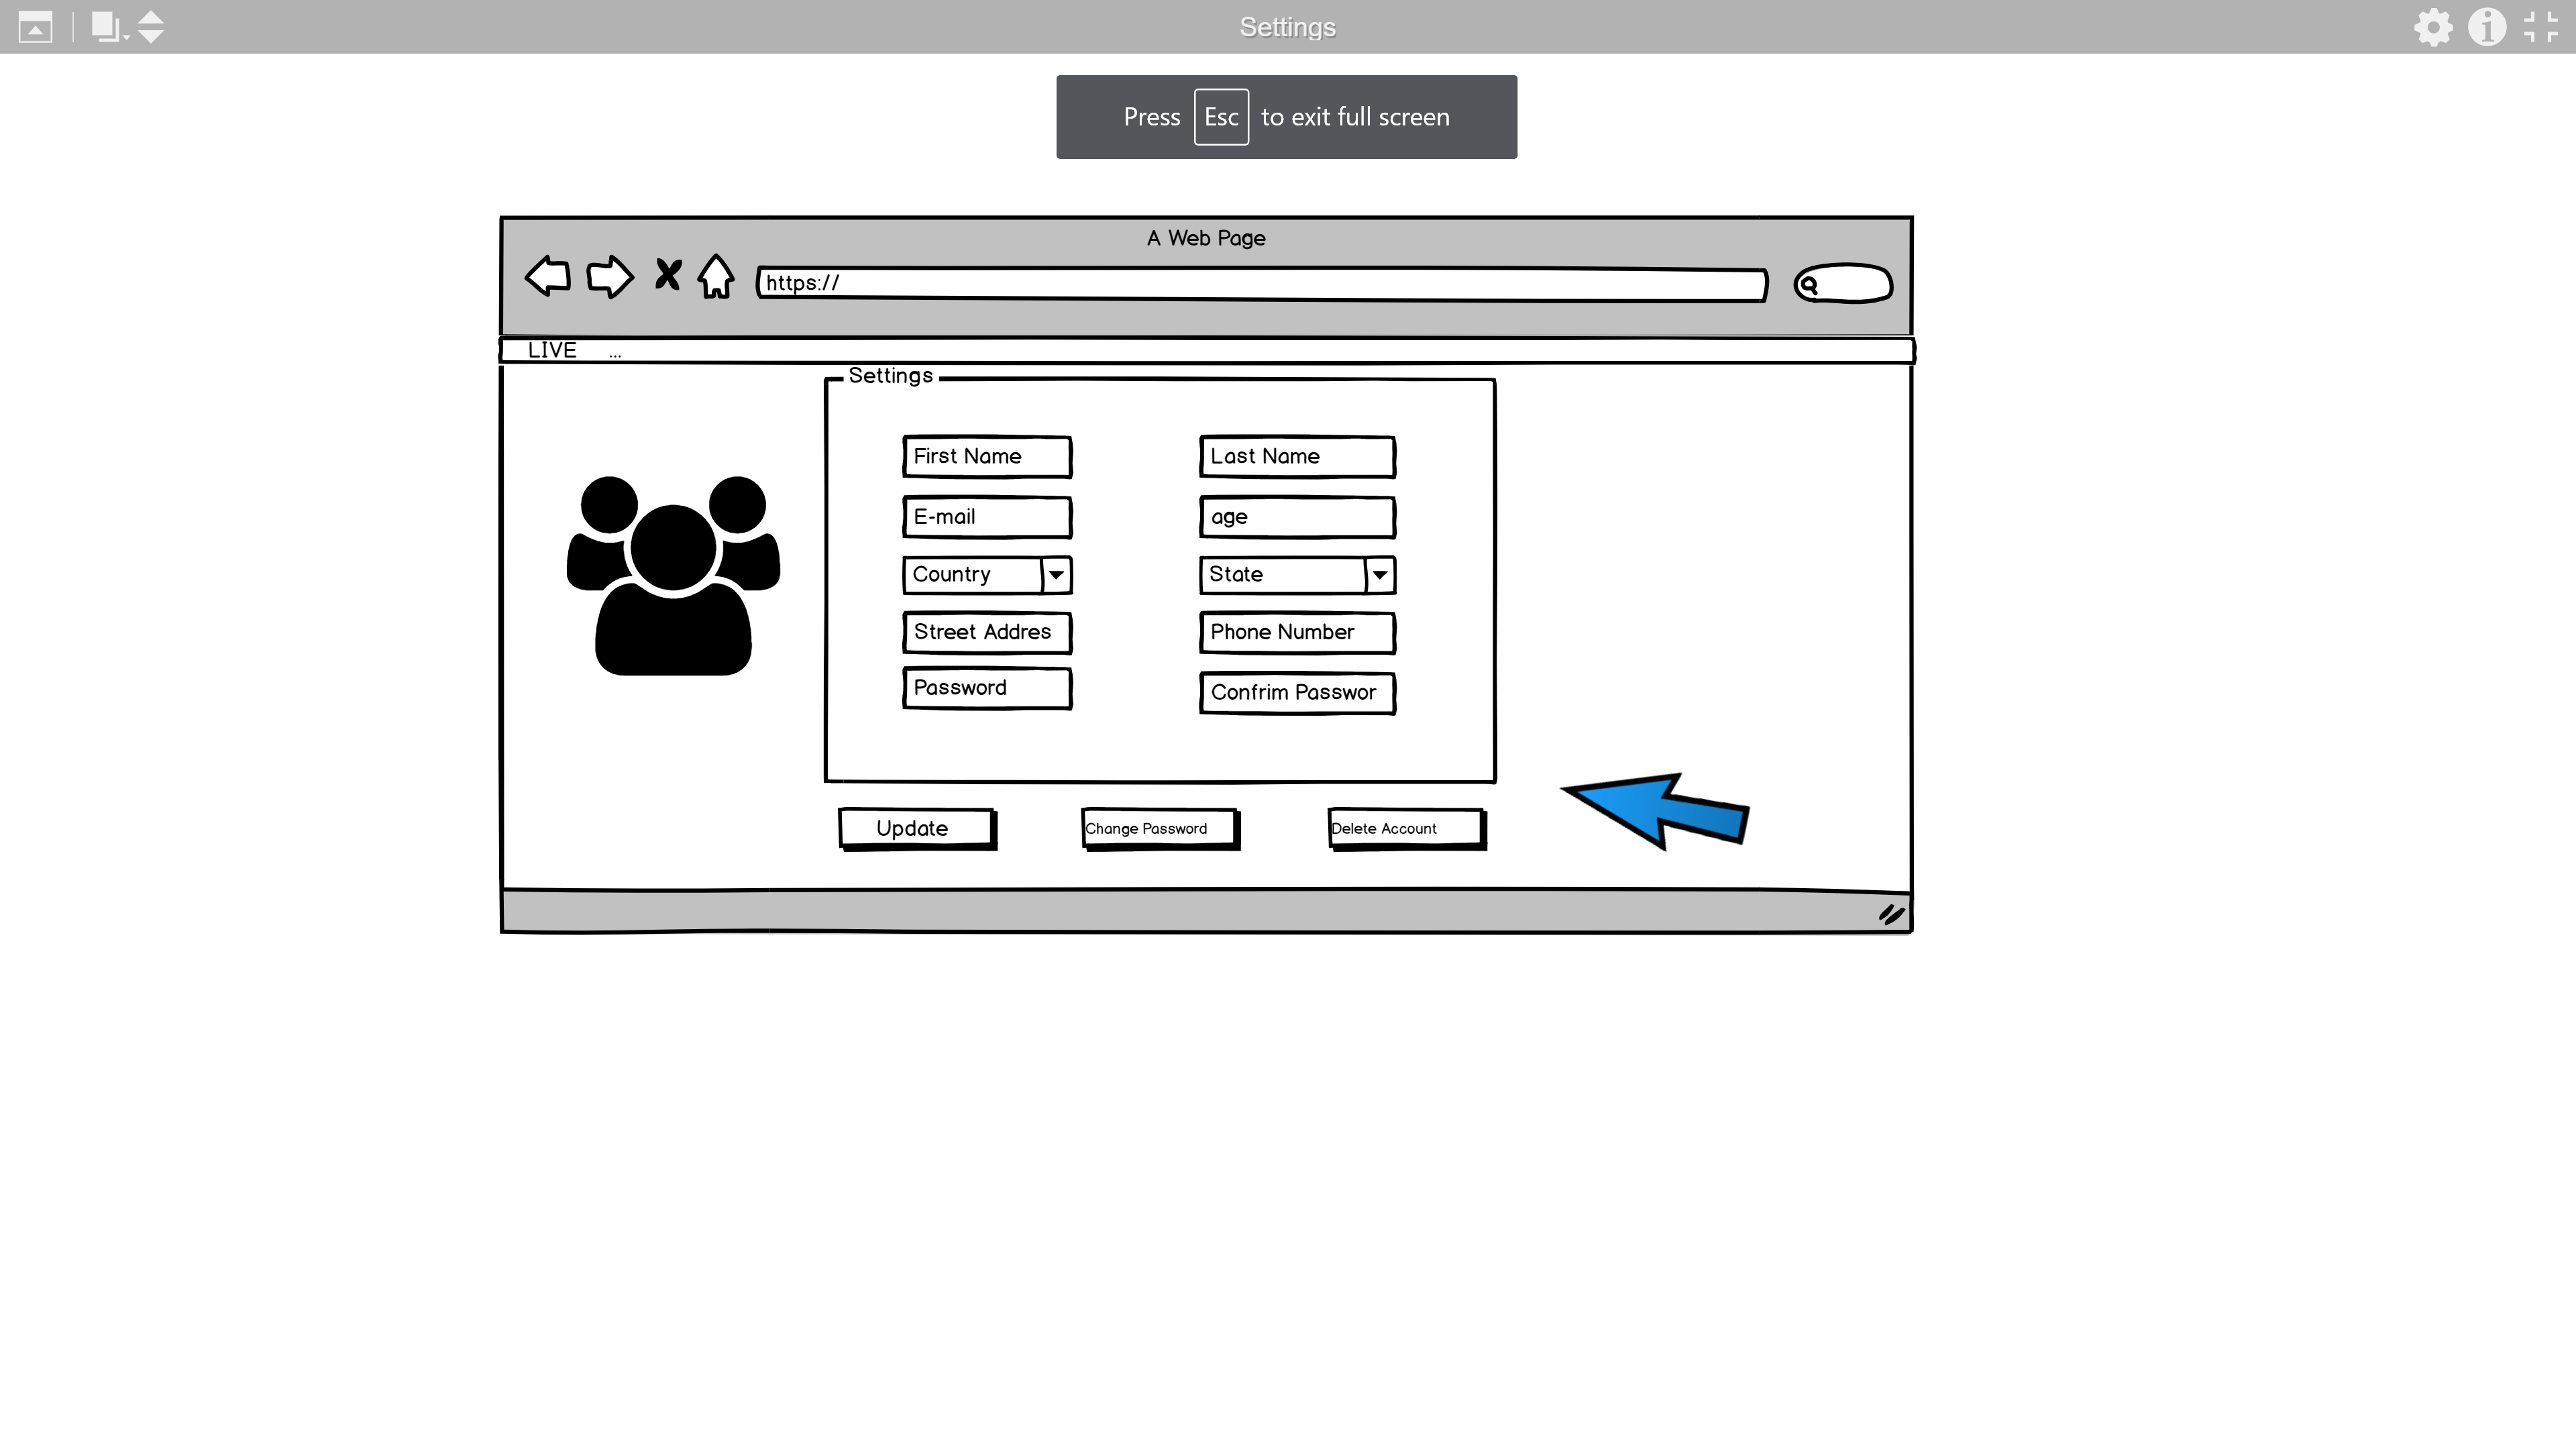 Settings
Press Esc to exit full screen
A Web Page
https://
LIVE ...
Settings
First Name Last Name
E-mail age
Country State
Street Addres Phone Number
Password Confrim Passwor
Update Change Password Delete Account